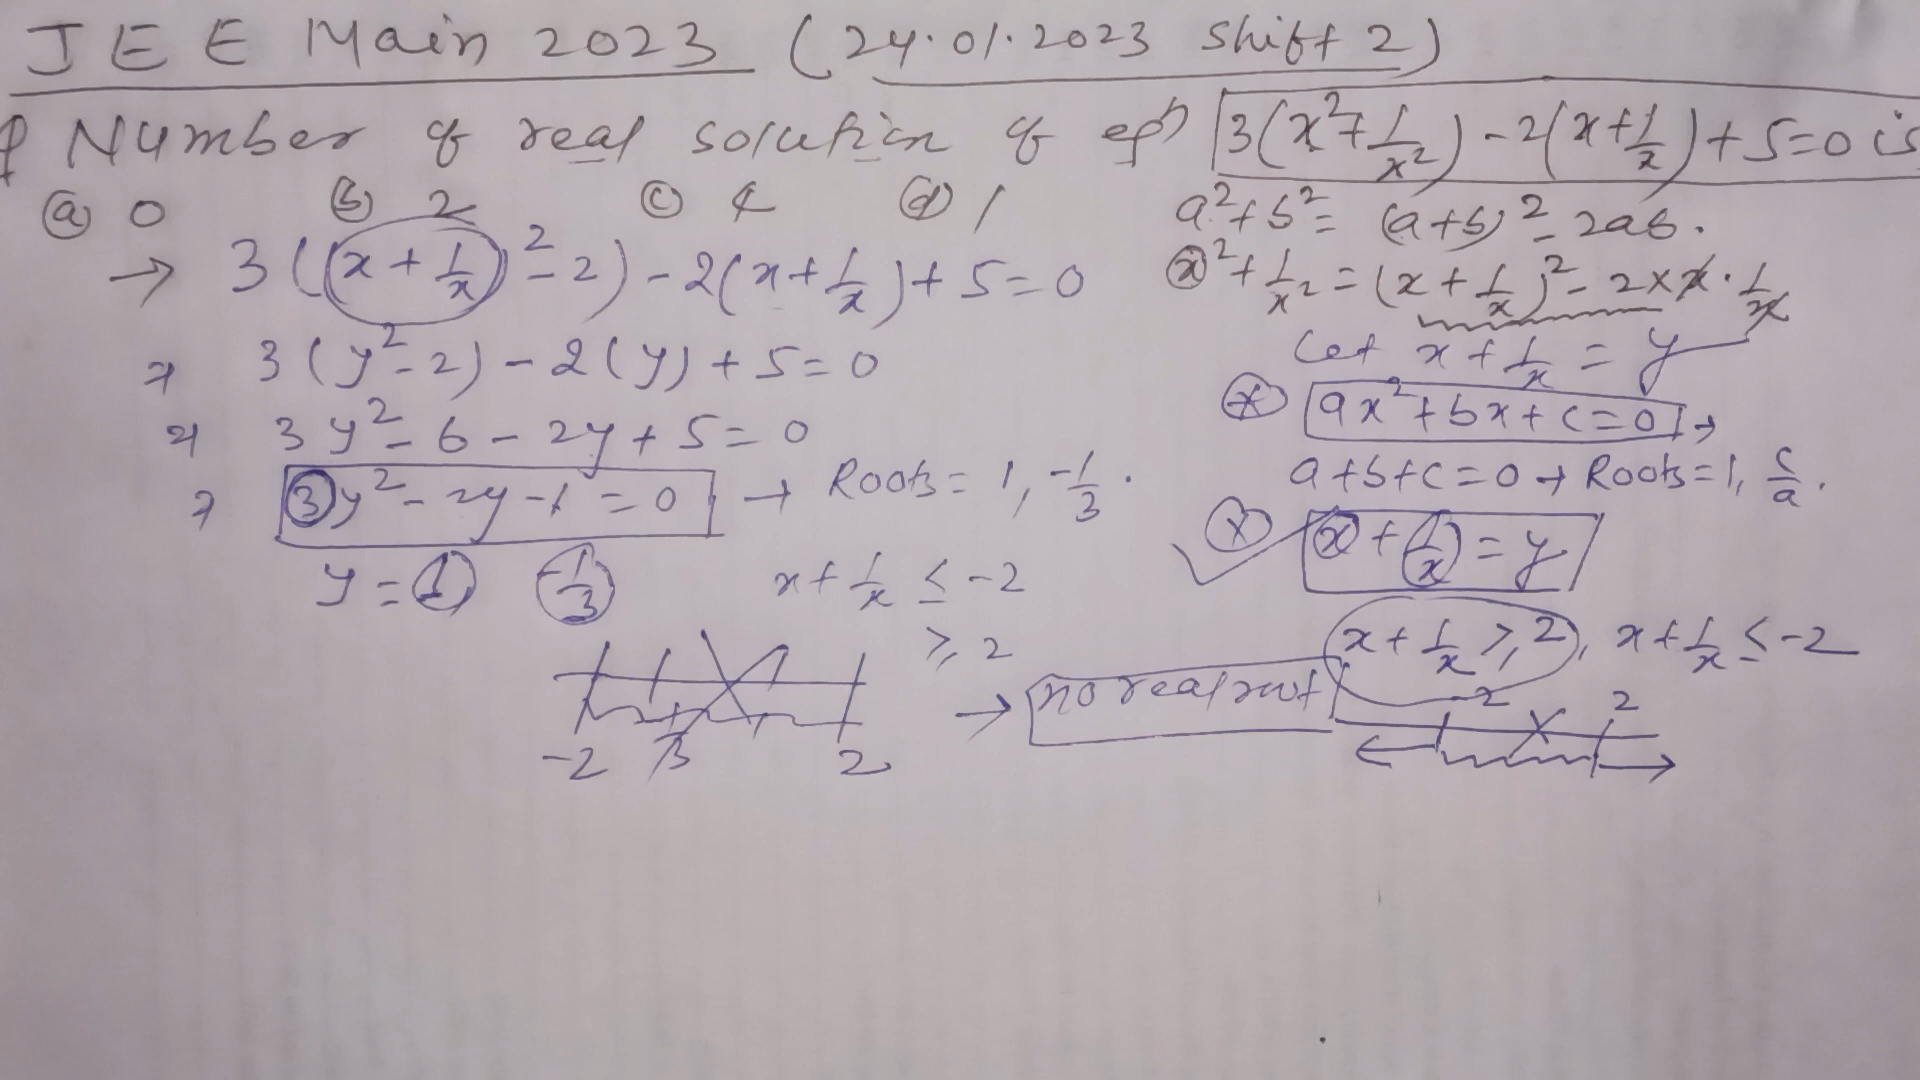 JEE Main 2023 (24.01.2023 Shift 2)
Number of real solution of eqn 3(x²+1/x²)-2(x+1/x)+5=0 is
(a) 0 (b) 2 (c) 4 (d) 1
a²+b²=(a+b)²-2ab.
→ 3((x+1/x)²-2)-2(x+1/x)+5=0
x²+1/x²=(x+1/x)²-2×x·1/x
⇒ 3(y²-2)-2(y)+5=0
Let x+1/x=y
⇒ 3y²-6-2y+5=0
ax²+bx+c=0 →
⇒ 3y²-2y-1=0 → Roots=1,-1/3.
a+b+c=0 → Roots=1, c/a.
x+1/x=y
y=1 -1/3
x+1/x ≤ -2
≥ 2
x+1/x ≥ 2, x+1/x ≤ -2
→ no real root
-2 2
-2 2